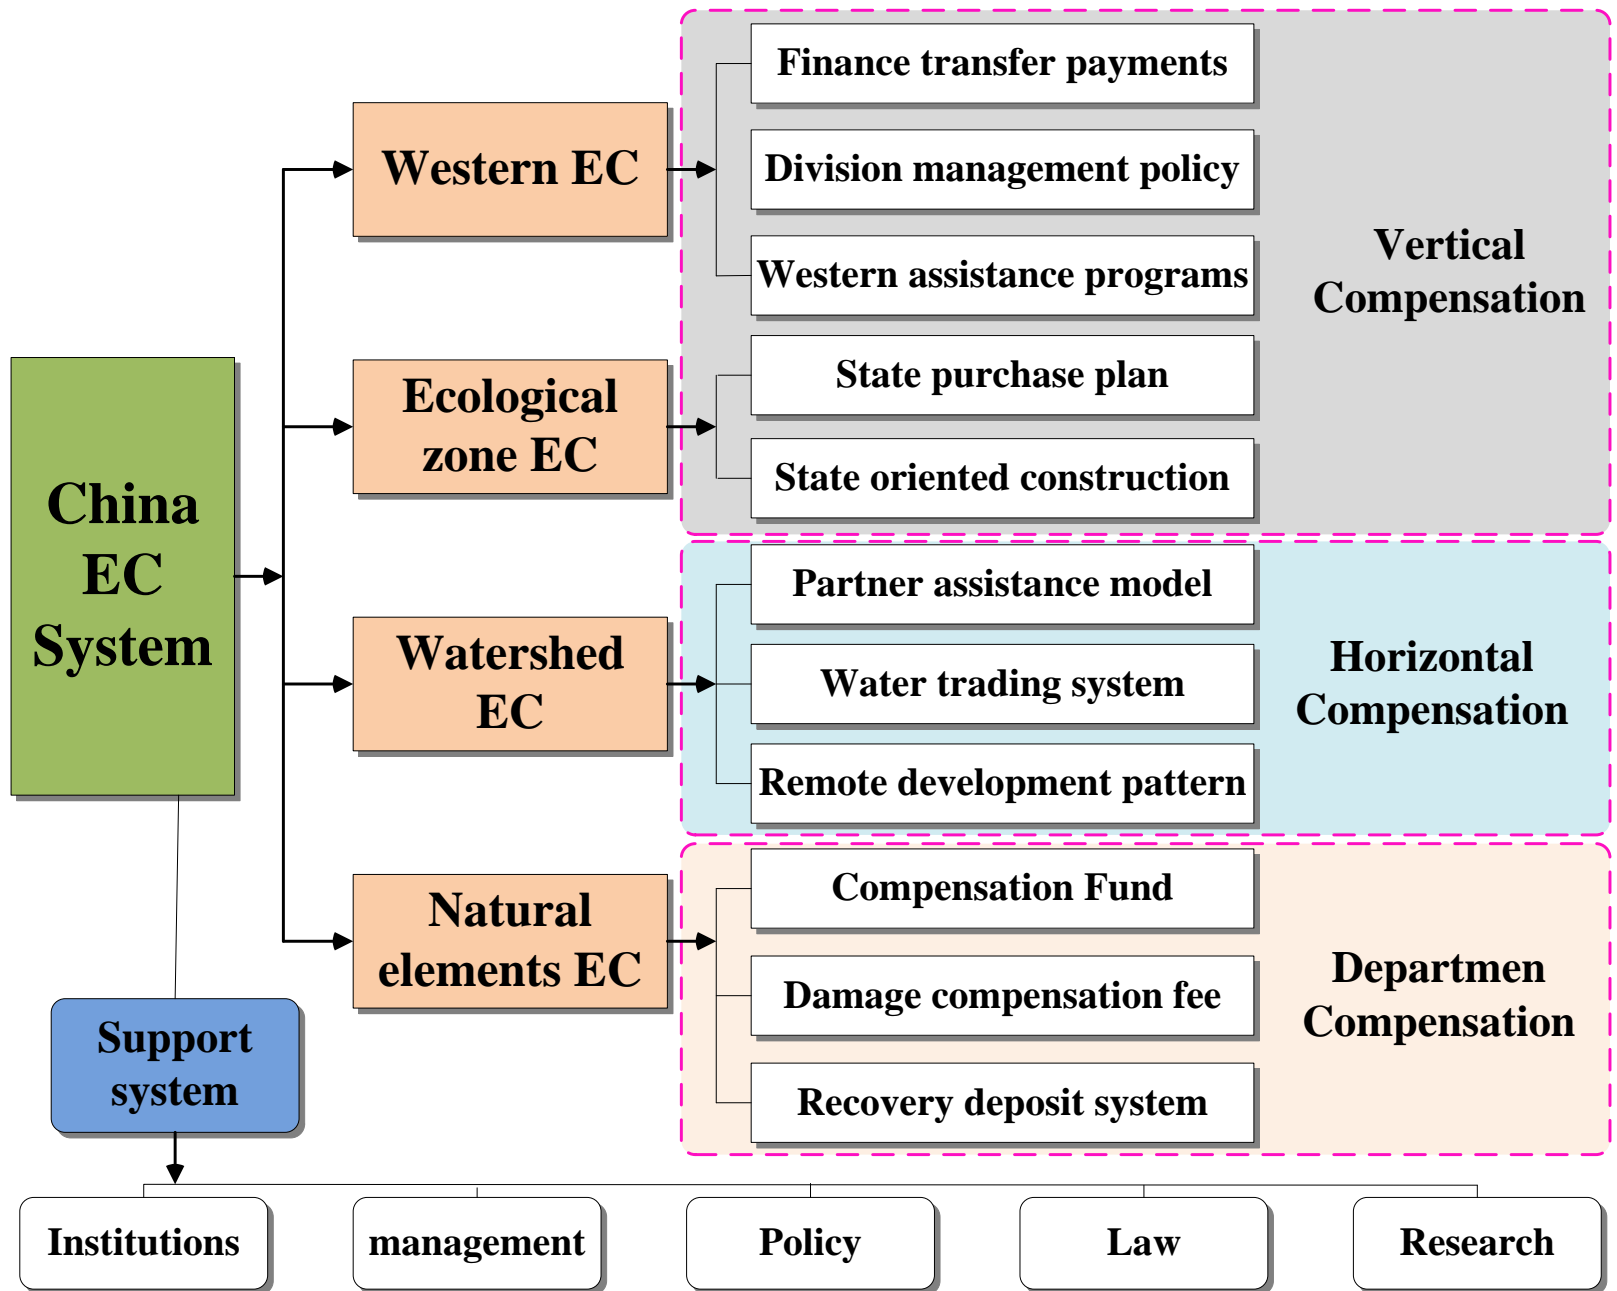 China
EC
System
Western EC
Ecological
zone EC
Watershed
EC
Natural
elements EC
Finance transfer payments
Division management policy
Western assistance programs
State purchase plan
State oriented construction
Vertical
Compensation
Partner assistance model
Water trading system
Remote development pattern
Horizontal
Compensation
Compensation Fund
Damage compensation fee
Recovery deposit system
Departmen
Compensation
Support
system
Institutions
management
Policy
Law
Research